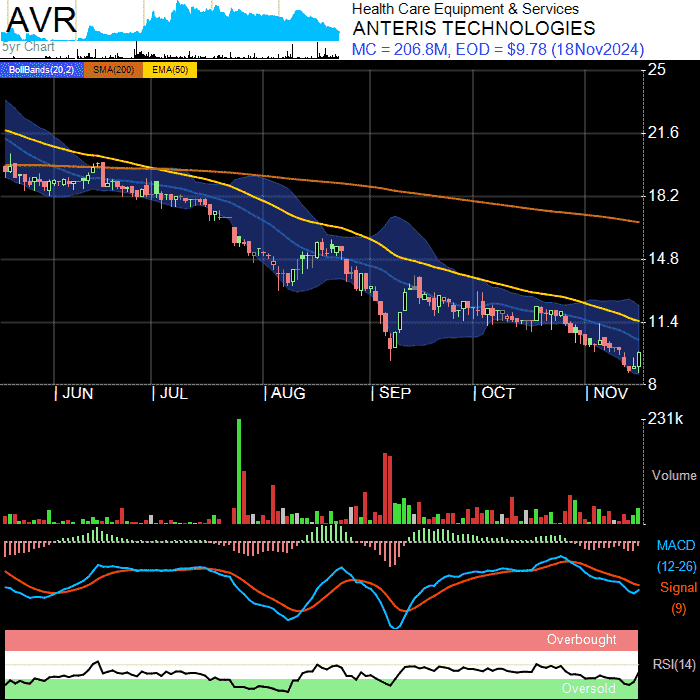 AVR
5yr Chart
Health Care Equipment & Services
ANTERIS TECHNOLOGIES
MC = 206.8M, EOD = $9.78 (18Nov2024)
BollBands(20,2) SMA(200) EMA(50)
25
21.6
18.2
14.8
11.4
8
JUN JUL AUG SEP OCT NOV
231k
Volume
MACD
(12-26)
Signal
(9)
Overbought
RSI(14)
Oversold